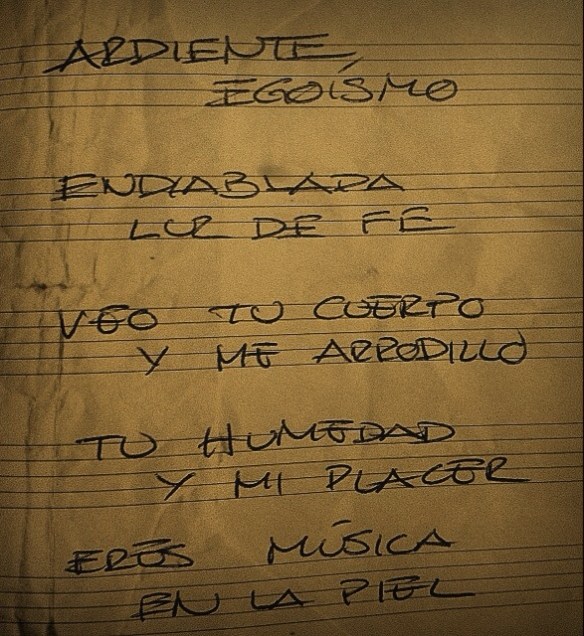 ARDIENTE,
EGOÍSMO
ENDIABLADA
LUZ DE FE
VEO TU CUERPO
Y ME ARRODILLO
TU HUMEDAD
Y MI PLACER
ERES MÚSICA
EN LA PIEL